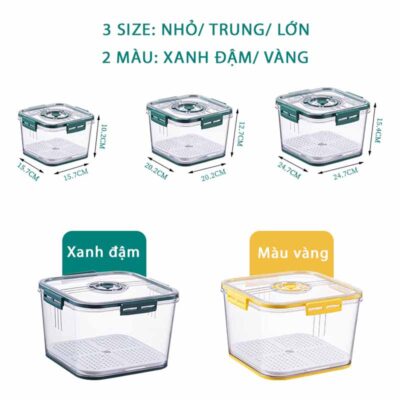 3 SIZE: NHỎ/ TRUNG/ LỚN
2 MÀU: XANH ĐẬM/ VÀNG
10.2CM
15.7CM
15.7CM
12.7CM
20.2CM
20.2CM
15.4CM
24.7CM
24.7CM
Xanh đậm
Màu vàng